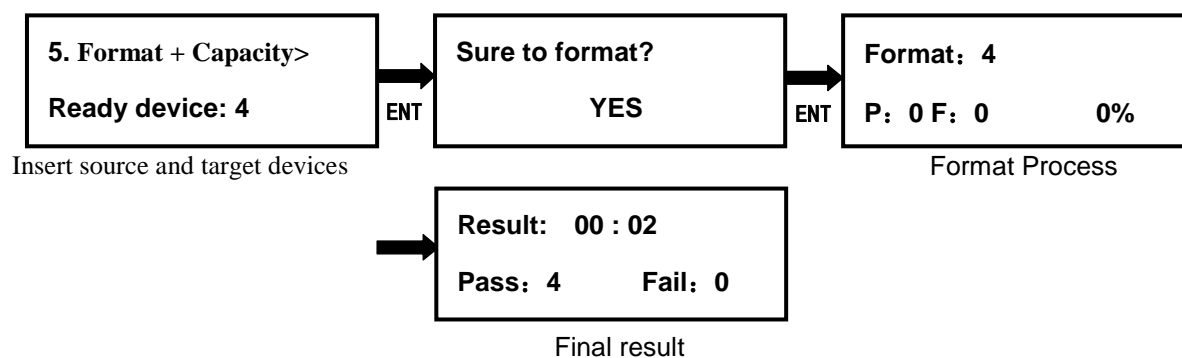 5. Format + Capacity>
Ready device: 4
Insert source and target devices
ENT
Sure to format?
YES
ENT
Format：4
P：0 F：0 0%
Format Process
Result: 00 : 02
Pass：4 Fail：0
Final result